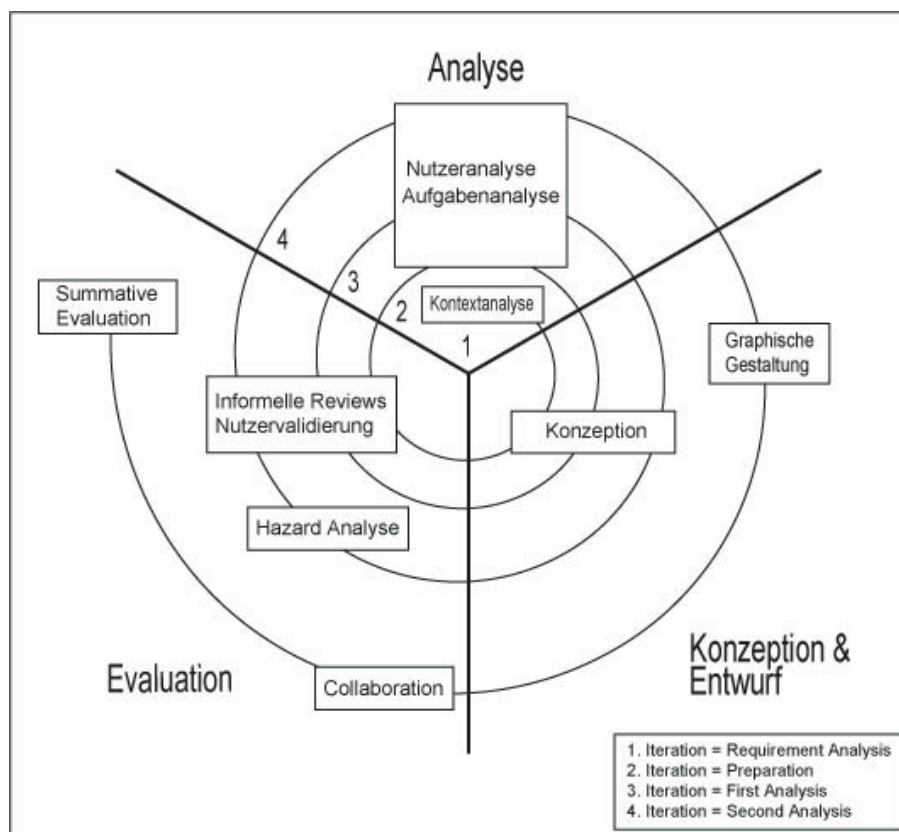 Analyse
Nutzeranalyse
Aufgabenanalyse
4
3
2
Kontextanalyse
1
Summative
Evaluation
Graphische
Gestaltung
Informelle Reviews
Nutzervalidierung
Konzeption
Hazard Analyse
Evaluation
Collaboration
Konzeption &
Entwurf
1. Iteration = Requirement Analysis
2. Iteration = Preparation
3. Iteration = First Analysis
4. Iteration = Second Analysis